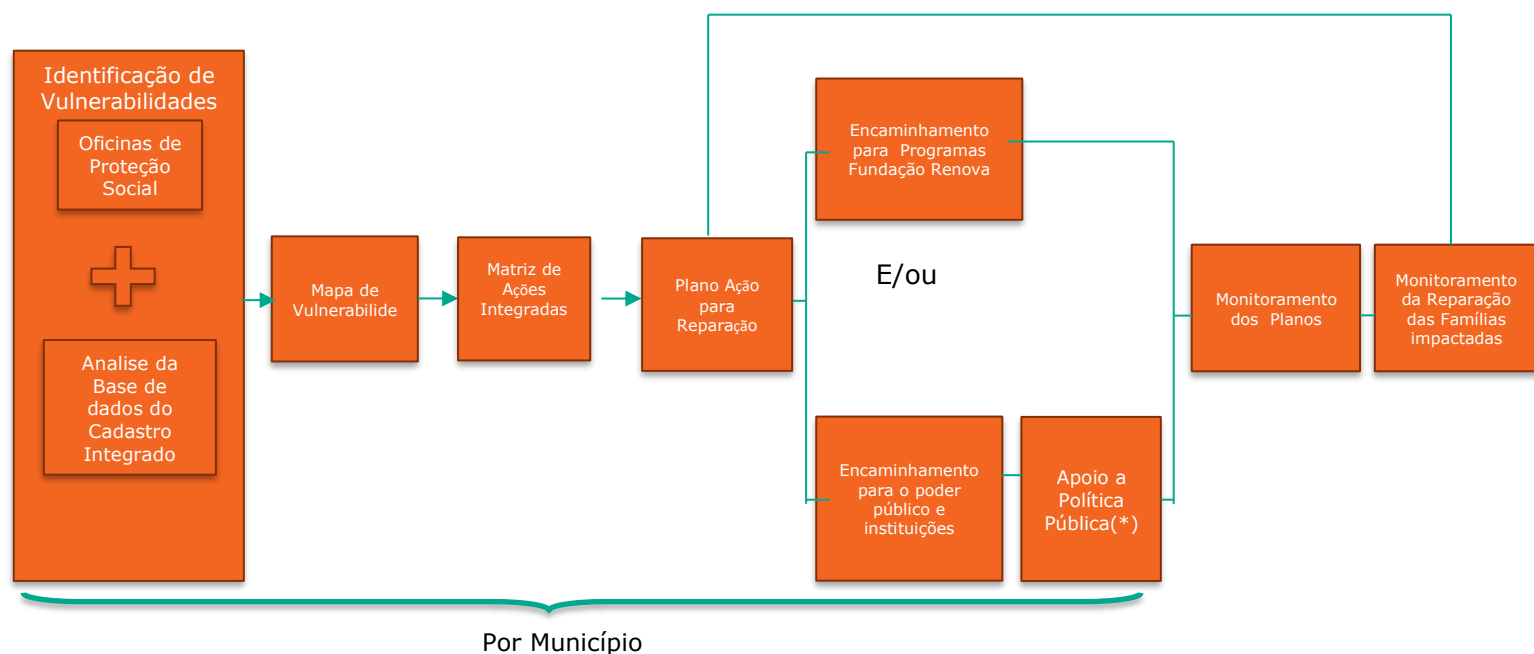 Identificação de
Vulnerabilidades
Oficinas de
Proteção
Social
Analise da
Base de
dados do
Cadastro
Integrado
Mapa de
Vulnerabilide
Matriz de
Ações
Integradas
Plano Ação
para
Reparação
Encaminhamento
para Programas
Fundação Renova
E/ou
Encaminhamento
para o poder
público e
instituições
Apoio a
Política
Pública(*)
Monitoramento
dos Planos
Monitoramento
da Reparação
das Famílias
impactadas
Por Município